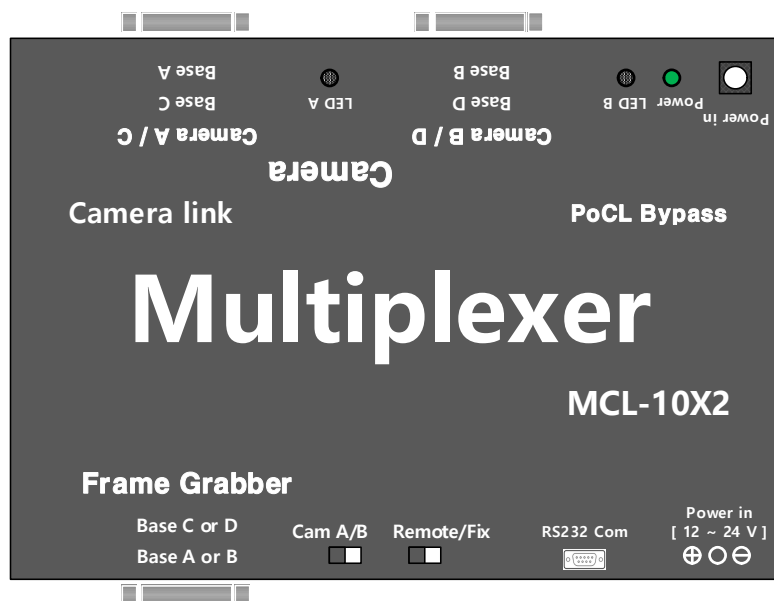 Base A
Base B
Base C
LED A
Base D
LED B
Power
Power in
Camera A / C
Camera B / D
Camera
Camera link
PoCL Bypass
Multiplexer
MCL-10X2
Frame Grabber
Base C or D
Base A or B
Cam A/B
Remote/Fix
RS232 Com
Power in
[ 12 ~ 24 V ]